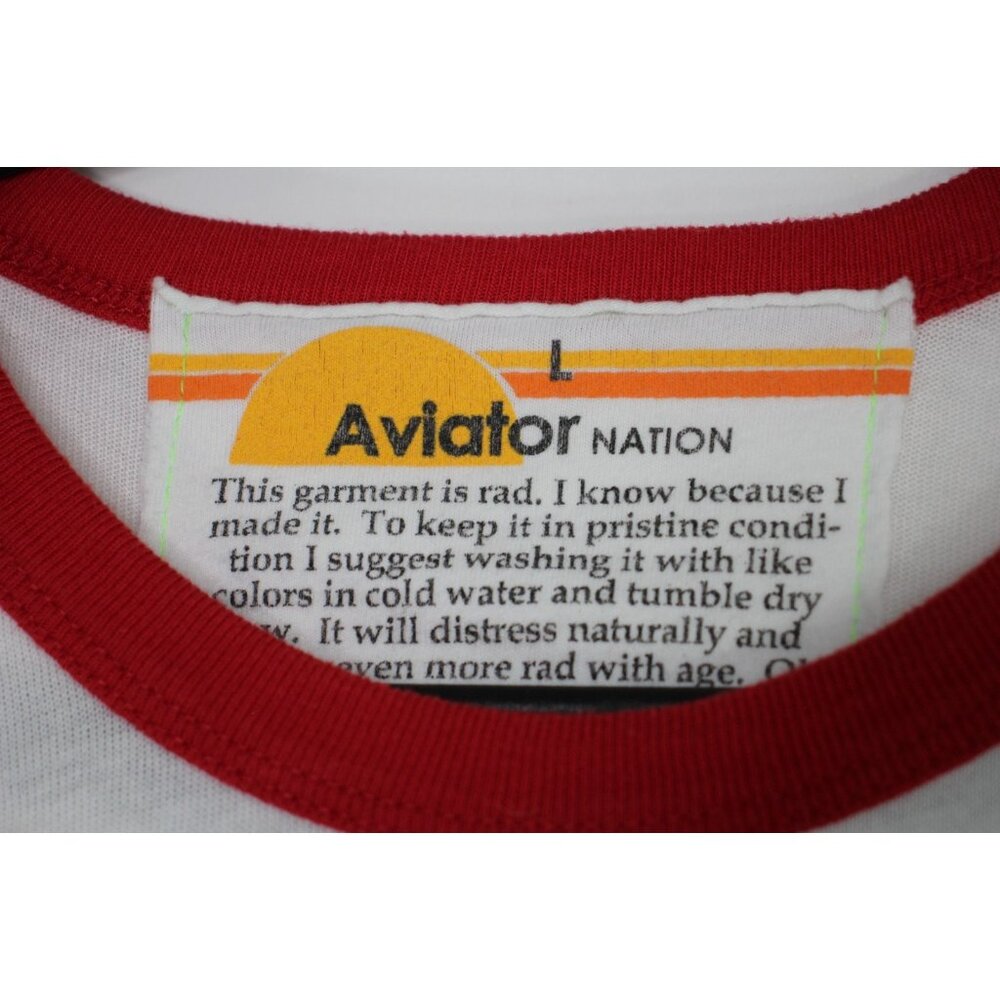 L
Aviator NATION
This garment is rad. I know because I
made it. To keep it in pristine condi-
tion I suggest washing it with like
colors in cold water and tumble dry
It will distress naturally and
even more rad with age.